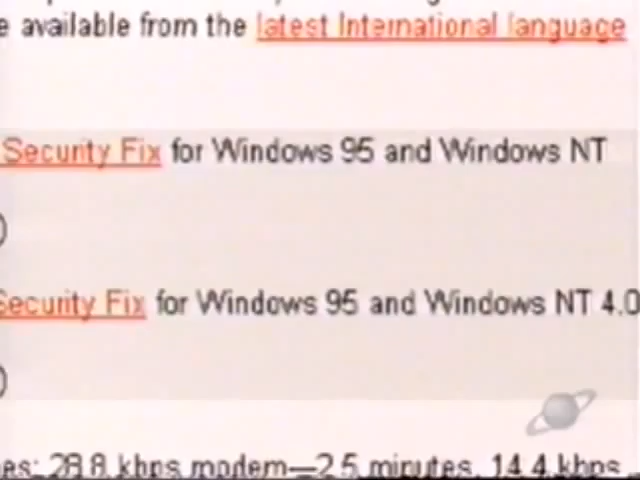 e available from the latest International language
Security Fix for Windows 95 and Windows NT
)
Security Fix for Windows 95 and Windows NT 4.0
)
es: 28.8 kbps modem—2.5 minutes, 14.4 kbps